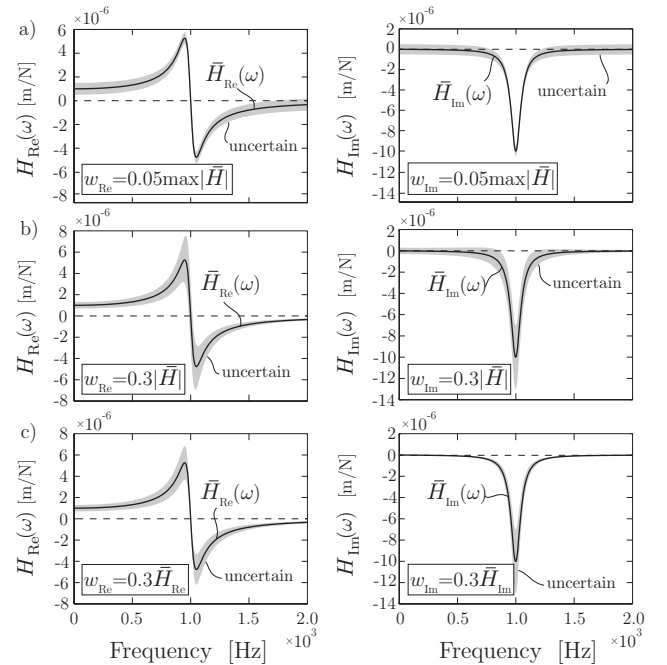 a)
×10⁻⁶
6
4
2
0
-2
-4
-6
8
H_Re(ω) [m/N]
H̄_Re(ω)
uncertain
w_Re=0.05max|H̄|
×10⁻⁶
2
0
-2
-4
-6
-8
-10
-12
-14
H_Im(ω) [m/N]
H̄_Im(ω)
uncertain
w_Im=0.05max|H̄|
b)
×10⁻⁶
8
6
4
2
0
-2
-4
-6
-8
H_Re(ω) [m/N]
H̄_Re(ω)
uncertain
w_Re=0.3|H̄|
×10⁻⁶
2
0
-2
-4
-6
-8
-10
-12
-14
H_Im(ω) [m/N]
H̄_Im(ω)
uncertain
w_Im=0.3|H̄|
c)
×10⁻⁶
8
6
4
2
0
-2
-4
-6
-8
H_Re(ω) [m/N]
H̄_Re(ω)
uncertain
w_Re=0.3H̄_Re
0 0.5 1.0 1.5 2.0
×10³
Frequency [Hz]
×10⁻⁶
2
0
-2
-4
-6
-8
-10
-12
-14
H_Im(ω) [m/N]
H̄_Im(ω)
uncertain
w_Im=0.3H̄_Im
0 0.5 1.0 1.5 2.0
×10³
Frequency [Hz]